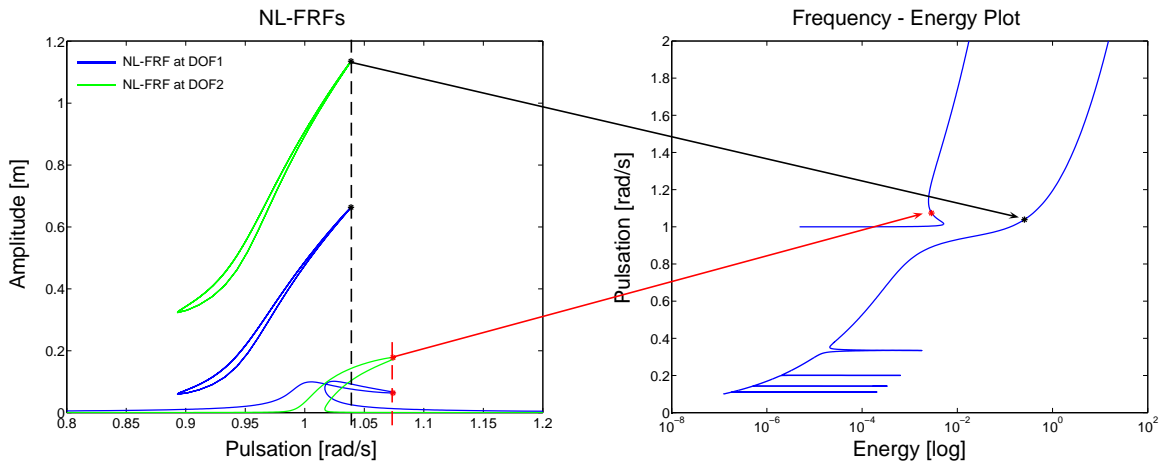 NL-FRFs
NL-FRF at DOF1
NL-FRF at DOF2
Amplitude [m]
1.2
1
0.8
0.6
0.4
0.2
0
0.8 0.85 0.9 0.95 1 1.05 1.1 1.15 1.2
Pulsation [rad/s]
Frequency - Energy Plot
Pulsation [rad/s]
2
1.8
1.6
1.4
1.2
1
0.8
0.6
0.4
0.2
0
10⁻⁸ 10⁻⁶ 10⁻⁴ 10⁻² 10⁰ 10²
Energy [log]